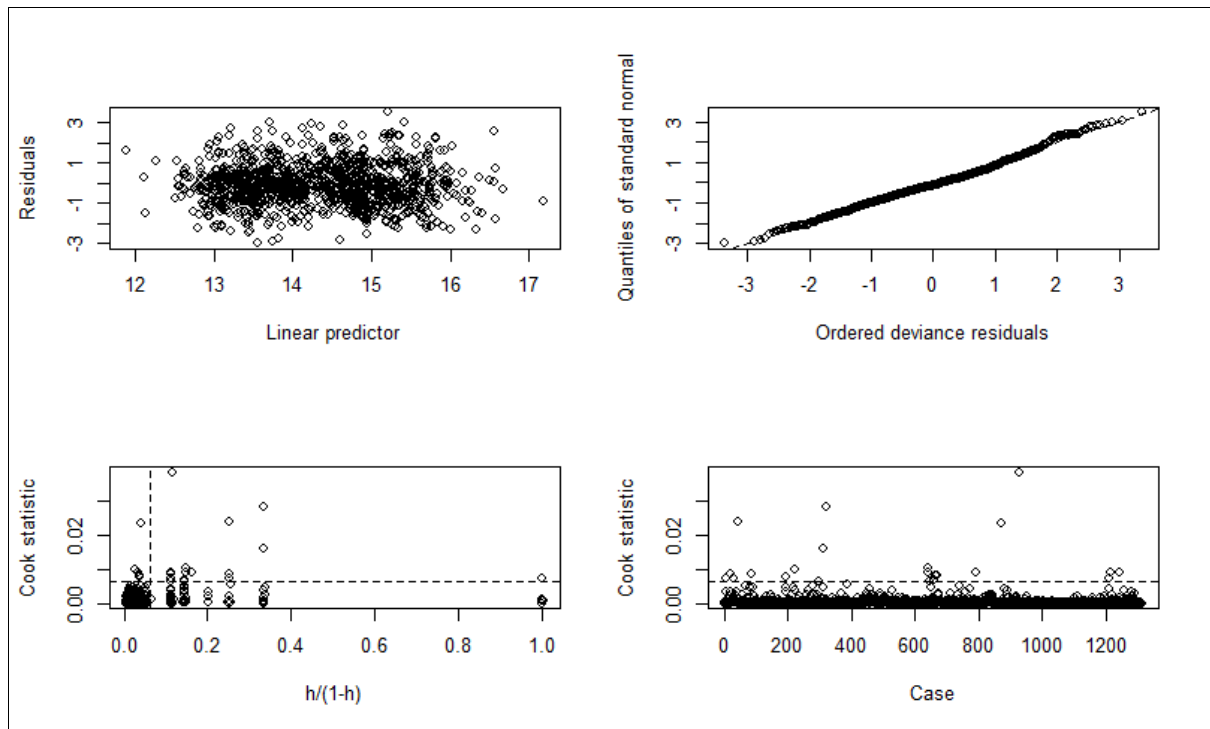 Residuals
3
1
-1
-3
12 13 14 15 16 17
Linear predictor
Quantiles of standard normal
3
1
-1
-3
-3 -2 -1 0 1 2 3
Ordered deviance residuals
Cook statistic
0.02
0.00
0.0 0.2 0.4 0.6 0.8 1.0
h/(1-h)
Cook statistic
0.02
0.00
0 200 400 600 800 1000 1200
Case